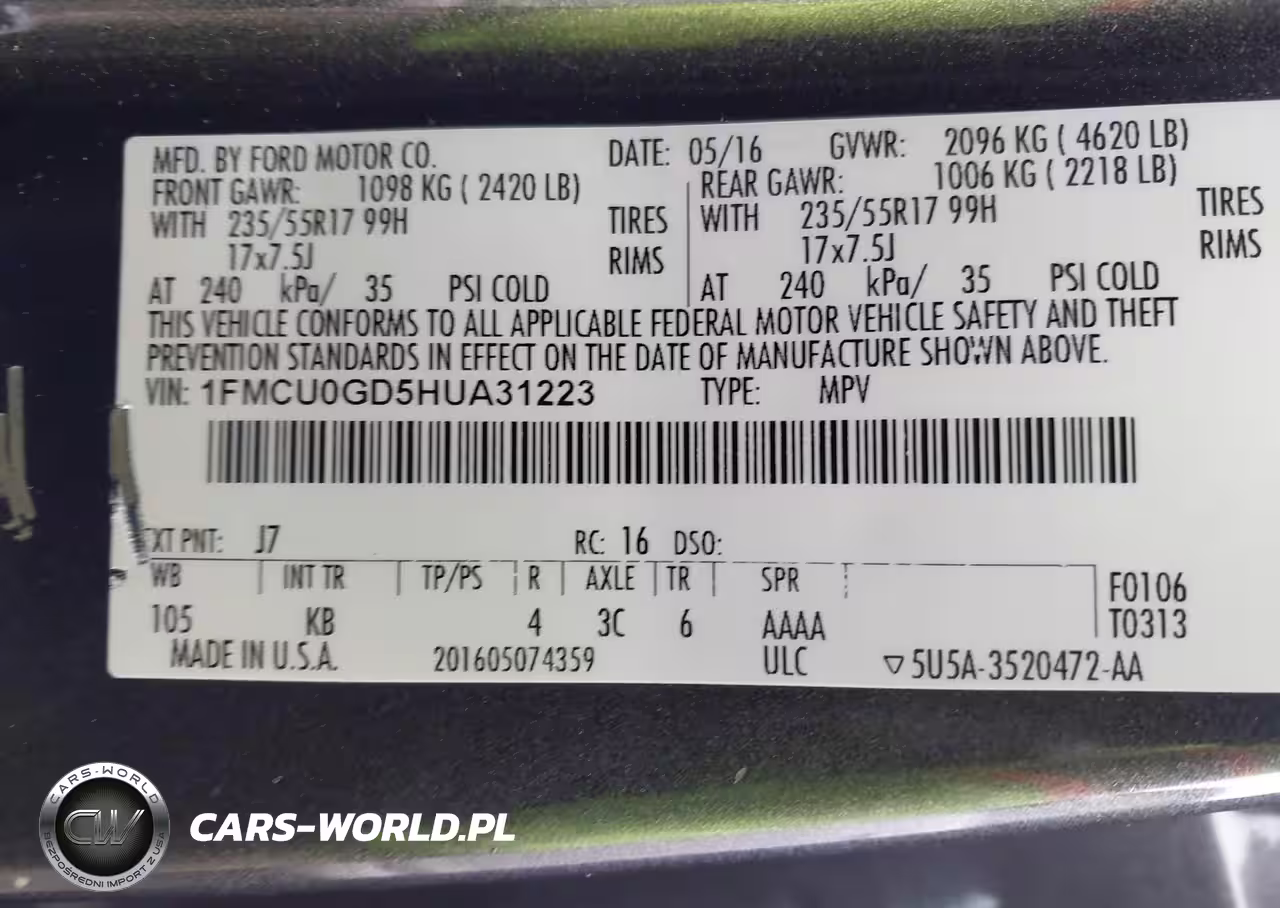 MFD. BY FORD MOTOR CO. DATE: 05/16 GVWR: 2096 KG ( 4620 LB)
FRONT GAWR: 1098 KG ( 2420 LB) REAR GAWR: 1006 KG ( 2218 LB)
WITH 235/55R17 99H TIRES WITH 235/55R17 99H TIRES
17x7.5J RIMS 17x7.5J RIMS
AT 240 kPa/ 35 PSI COLD AT 240 kPa/ 35 PSI COLD
THIS VEHICLE CONFORMS TO ALL APPLICABLE FEDERAL MOTOR VEHICLE SAFETY AND THEFT
PREVENTION STANDARDS IN EFFECT ON THE DATE OF MANUFACTURE SHOWN ABOVE.
VIN: 1FMCU0GD5HUA31223 TYPE: MPV
EXT PNT: J7 RC: 16 DSO:
WB INT TR TP/PS R AXLE TR SPR F0106
105 KB 4 3C 6 AAAA T0313
MADE IN U.S.A. 201605074359 ULC ▽5U5A-3520472-AA
CARS-WORLD
CW
BEZPOŚREDNI IMPORT Z USA
CARS-WORLD.PL